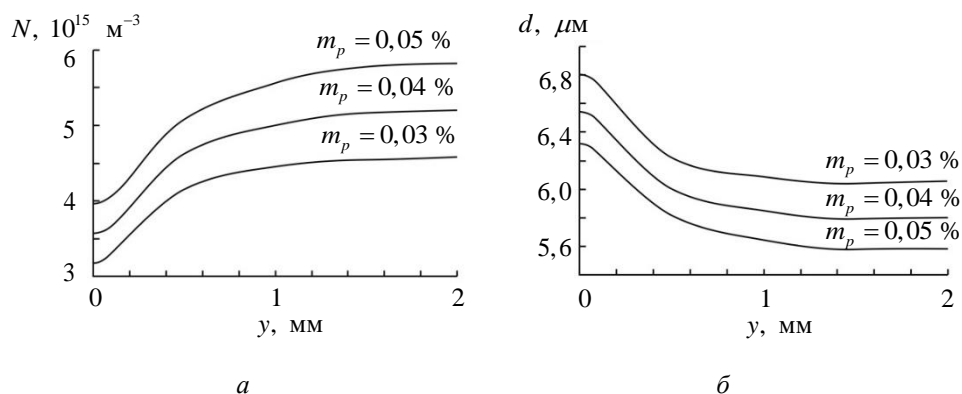 N, 10¹⁵ м⁻³
6
5
4
3
0
1
2
y, мм
m_p = 0,05 %
m_p = 0,04 %
m_p = 0,03 %
а
d, μм
6,8
6,4
6,0
5,6
0
1
2
y, мм
m_p = 0,03 %
m_p = 0,04 %
m_p = 0,05 %
б